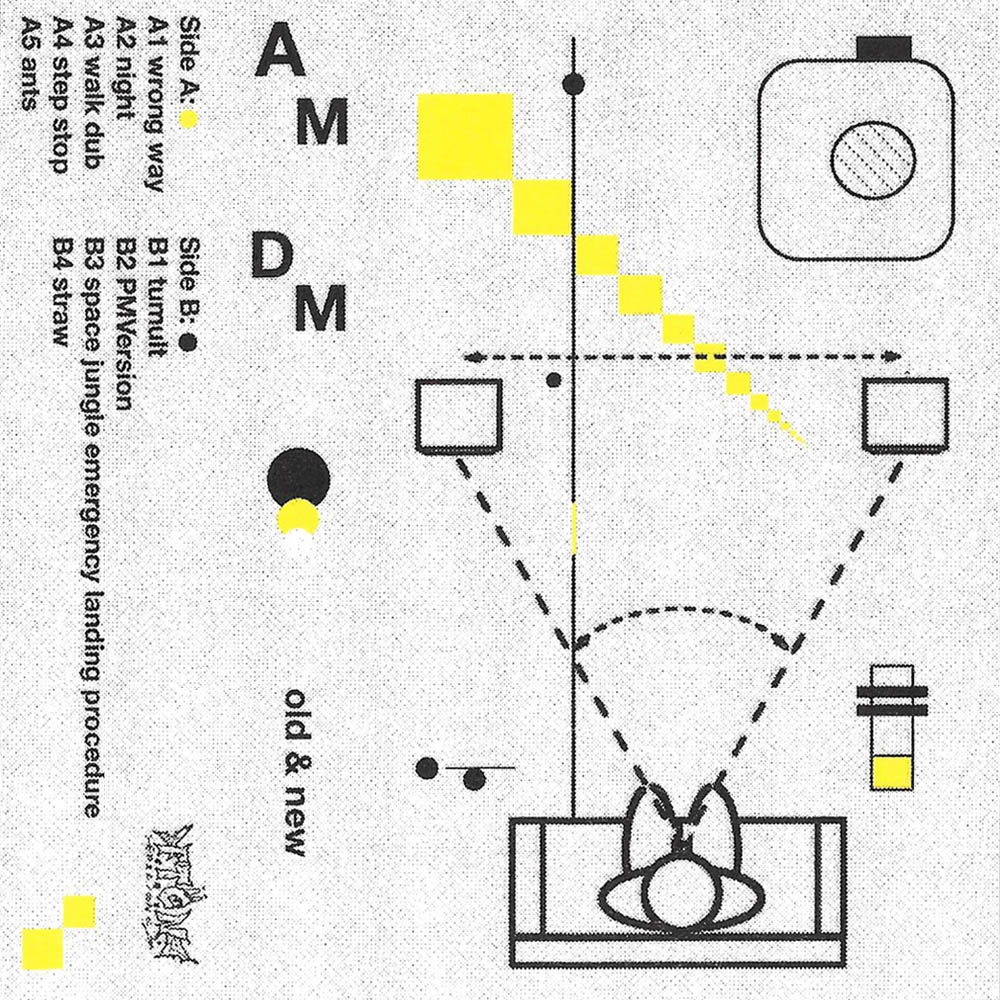 A
M
D
M
old & new
Side A:
A1 wrong way
A2 night
A3 walk dub
A4 step stop
A5 ants
Side B:
B1 tumult
B2 PMVersion
B3 space jungle emergency landing procedure
B4 straw